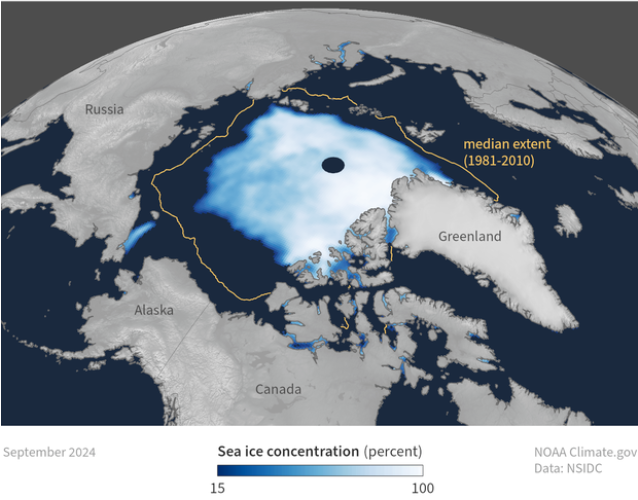 Russia
median extent
(1981-2010)
Greenland
Alaska
Canada
September 2024
Sea ice concentration (percent)
15
100
NOAA Climate.gov
Data: NSIDC